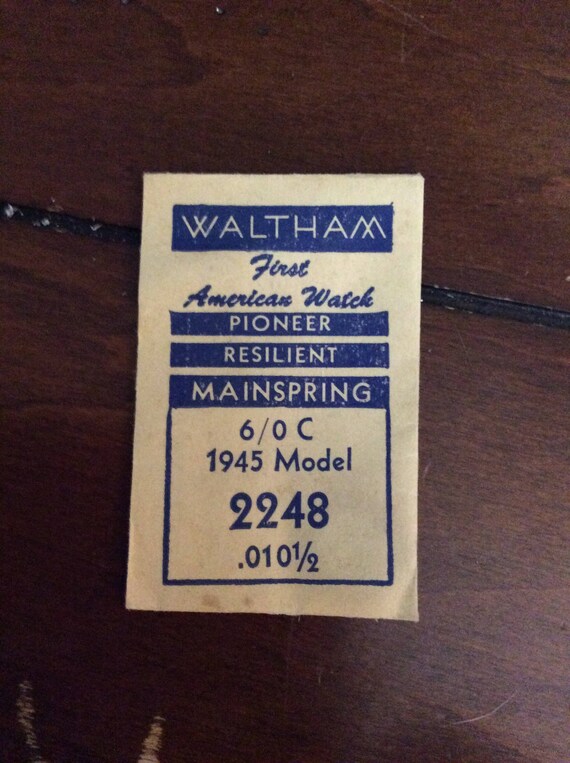 WALTHAM
First
American Watch
PIONEER
RESILIENT
MAINSPRING
6/0 C
1945 Model
2248
.010½